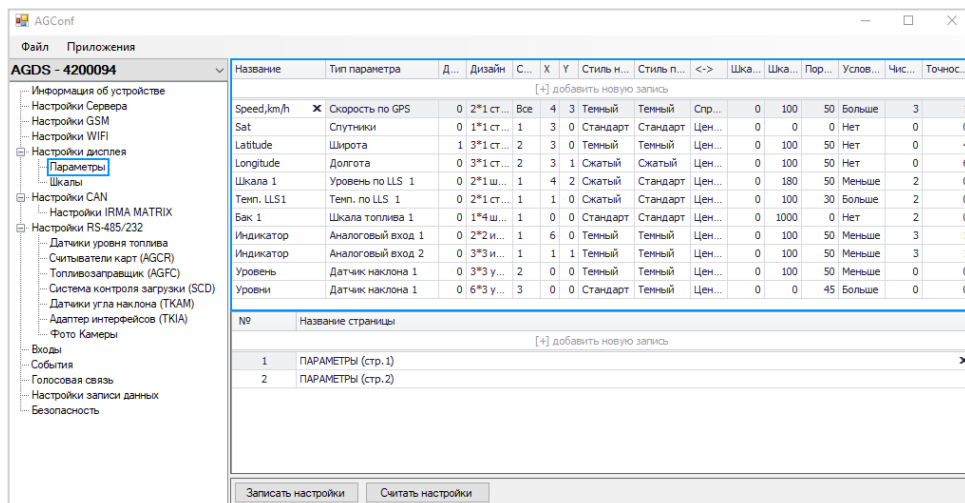 AGConf
Файл Приложения
AGDS - 4200094
Информация об устройстве
Настройки Сервера
Настройки GSM
Настройки WIFI
Настройки дисплея
Параметры
Шкалы
Настройки CAN
Настройки IRMA MATRIX
Настройки RS-485/232
Датчики уровня топлива
Считыватели карт (AGCR)
Топливозаправщик (AGFC)
Система контроля загрузки (SCD)
Датчики угла наклона (TKAM)
Адаптер интерфейсов (TKIA)
Фото Камеры
Входы
События
Голосовая связь
Настройки записи данных
Безопасность
Название Тип параметра Д... Дизайн С... X Y Стиль н... Стиль п... <-> Шка... Шка... Пор... Услов... Чис... Точнос...
[+] добавить новую запись
Speed,km/h Скорость по GPS 0 2*1 ст... Все 4 3 Темный Темный Спр... 0 100 50 Больше 3
Sat Спутники 0 1*1 ст... 1 3 0 Стандарт Стандарт Цен... 0 0 0 Нет 0
Latitude Широта 1 3*1 ст... 2 3 0 Темный Темный Цен... 0 100 50 Нет 0
Longitude Долгота 0 3*1 ст... 2 3 1 Сжатый Сжатый Цен... 0 100 50 Нет 0
Шкала 1 Уровень по LLS 1 0 2*1 ш... 1 4 2 Сжатый Стандарт Цен... 0 180 50 Меньше 2
Темп. LLS1 Темп. по LLS 1 0 2*1 ст... 1 1 0 Сжатый Стандарт Цен... 0 100 30 Больше 2
Бак 1 Шкала топлива 1 0 1*4 ш... 1 0 0 Стандарт Стандарт Цен... 0 1000 0 Нет 2
Индикатор Аналоговый вход 1 0 2*2 и... 1 6 0 Темный Темный Цен... 0 100 50 Меньше 3
Индикатор Аналоговый вход 2 0 3*3 и... 1 1 1 Темный Темный Цен... 0 100 50 Меньше 3
Уровень Датчик наклона 1 0 3*3 у... 2 0 0 Темный Темный Цен... 0 100 50 Меньше 0
Уровни Датчик наклона 1 0 6*3 у... 3 0 0 Стандарт Темный Цен... 0 0 45 Больше 0
№ Название страницы
[+] добавить новую запись
1 ПАРАМЕТРЫ (стр.1)
2 ПАРАМЕТРЫ (стр.2)
Записать настройки Считать настройки